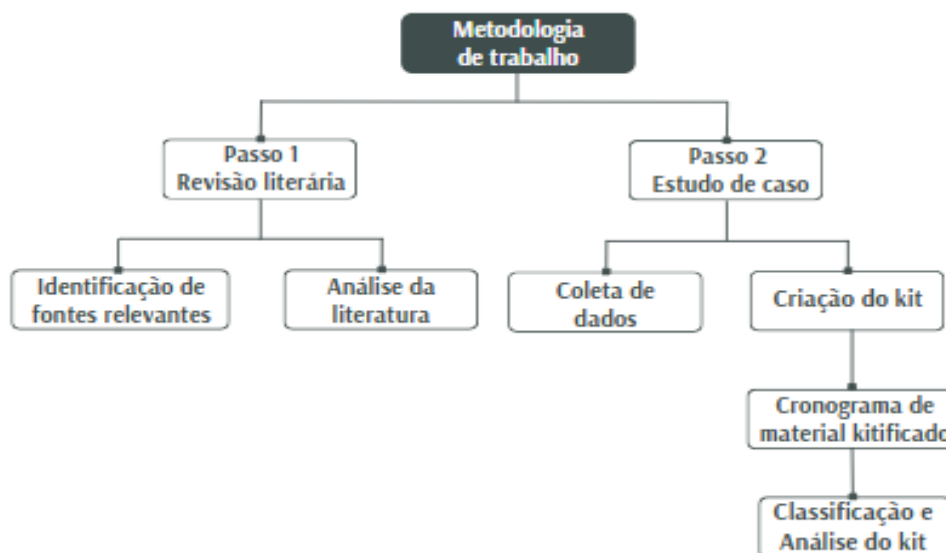 Metodologia
de trabalho
Passo 1
Revisão literária
Passo 2
Estudo de caso
Identificação de
fontes relevantes
Análise da
literatura
Coleta de
dados
Criação do kit
Cronograma de
material kitificado
Classificação e
Análise do kit